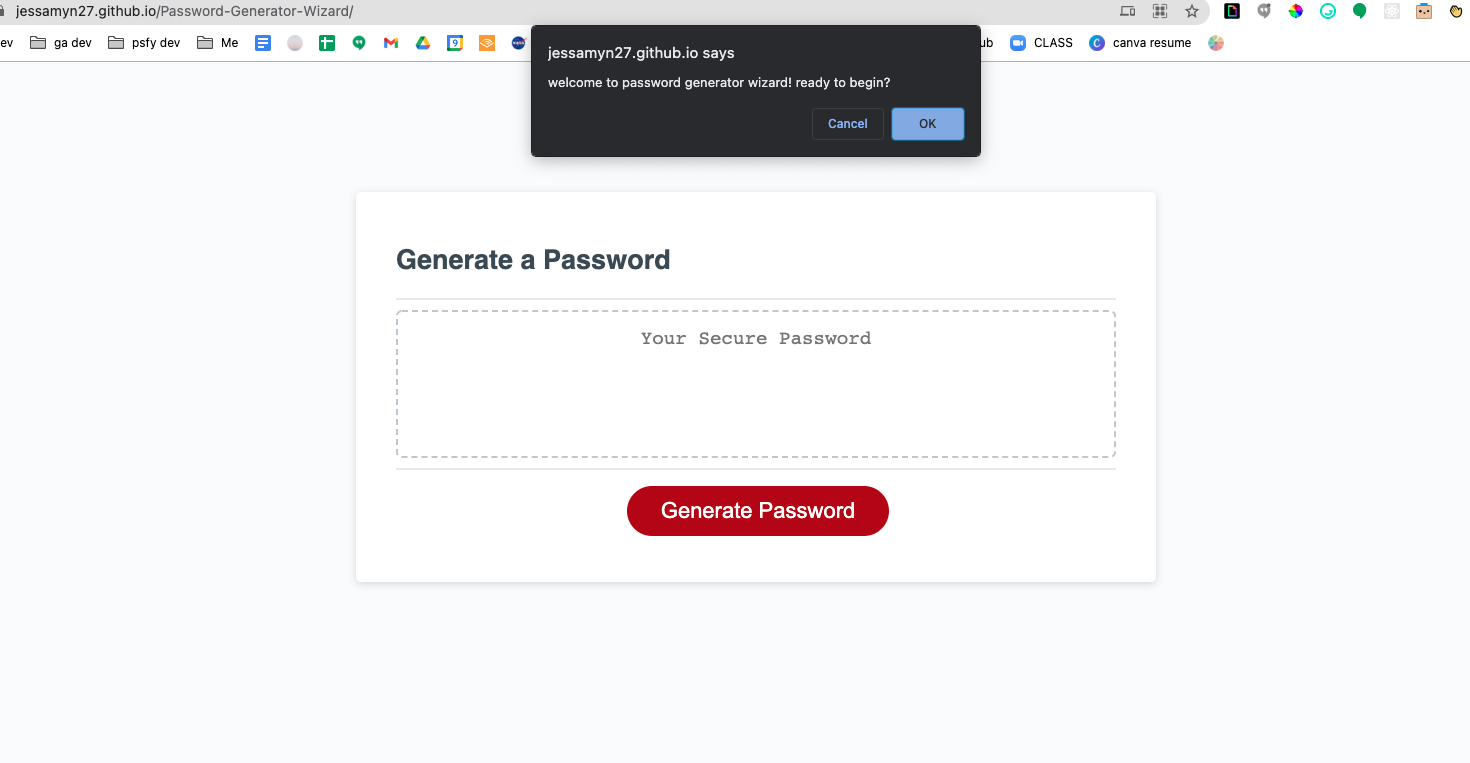 jessamyn27.github.io/Password-Generator-Wizard/
ev ga dev psfy dev Me 9 ub CLASS C canva resume
jessamyn27.github.io says
welcome to password generator wizard! ready to begin?
Cancel OK
Generate a Password
Your Secure Password
Generate Password